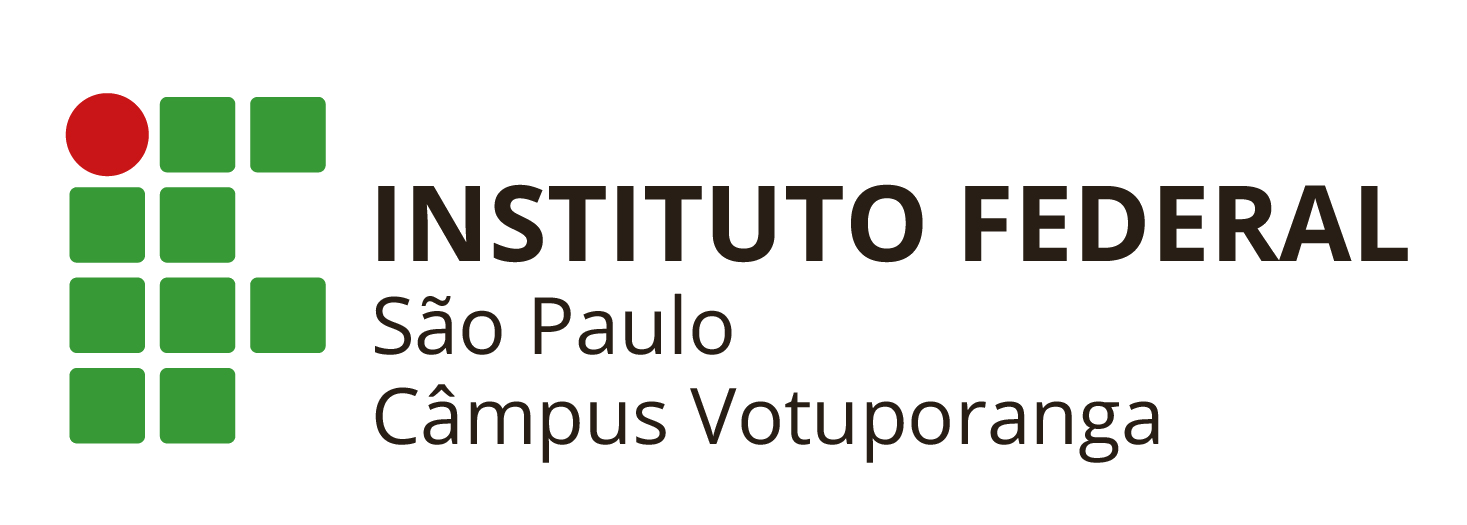 INSTITUTO FEDERAL
São Paulo
Câmpus Votuporanga